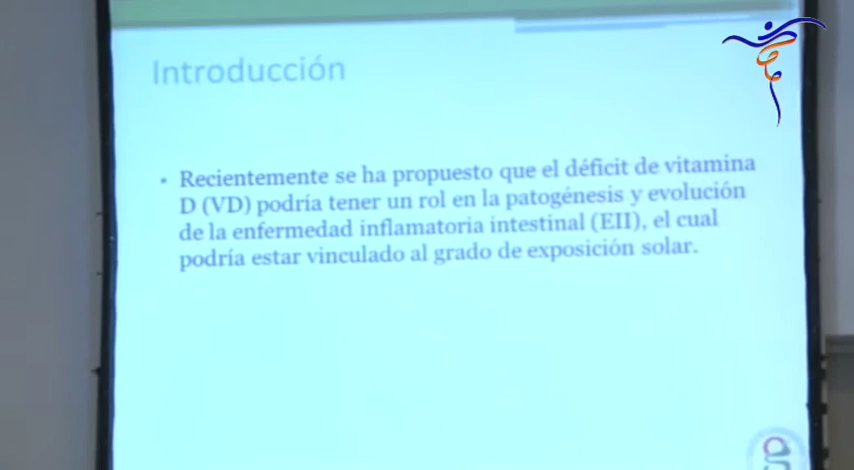 Introducción
• Recientemente se ha propuesto que el déficit de vitamina
D (VD) podría tener un rol en la patogénesis y evolución
de la enfermedad inflamatoria intestinal (EII), el cual
podría estar vinculado al grado de exposición solar.